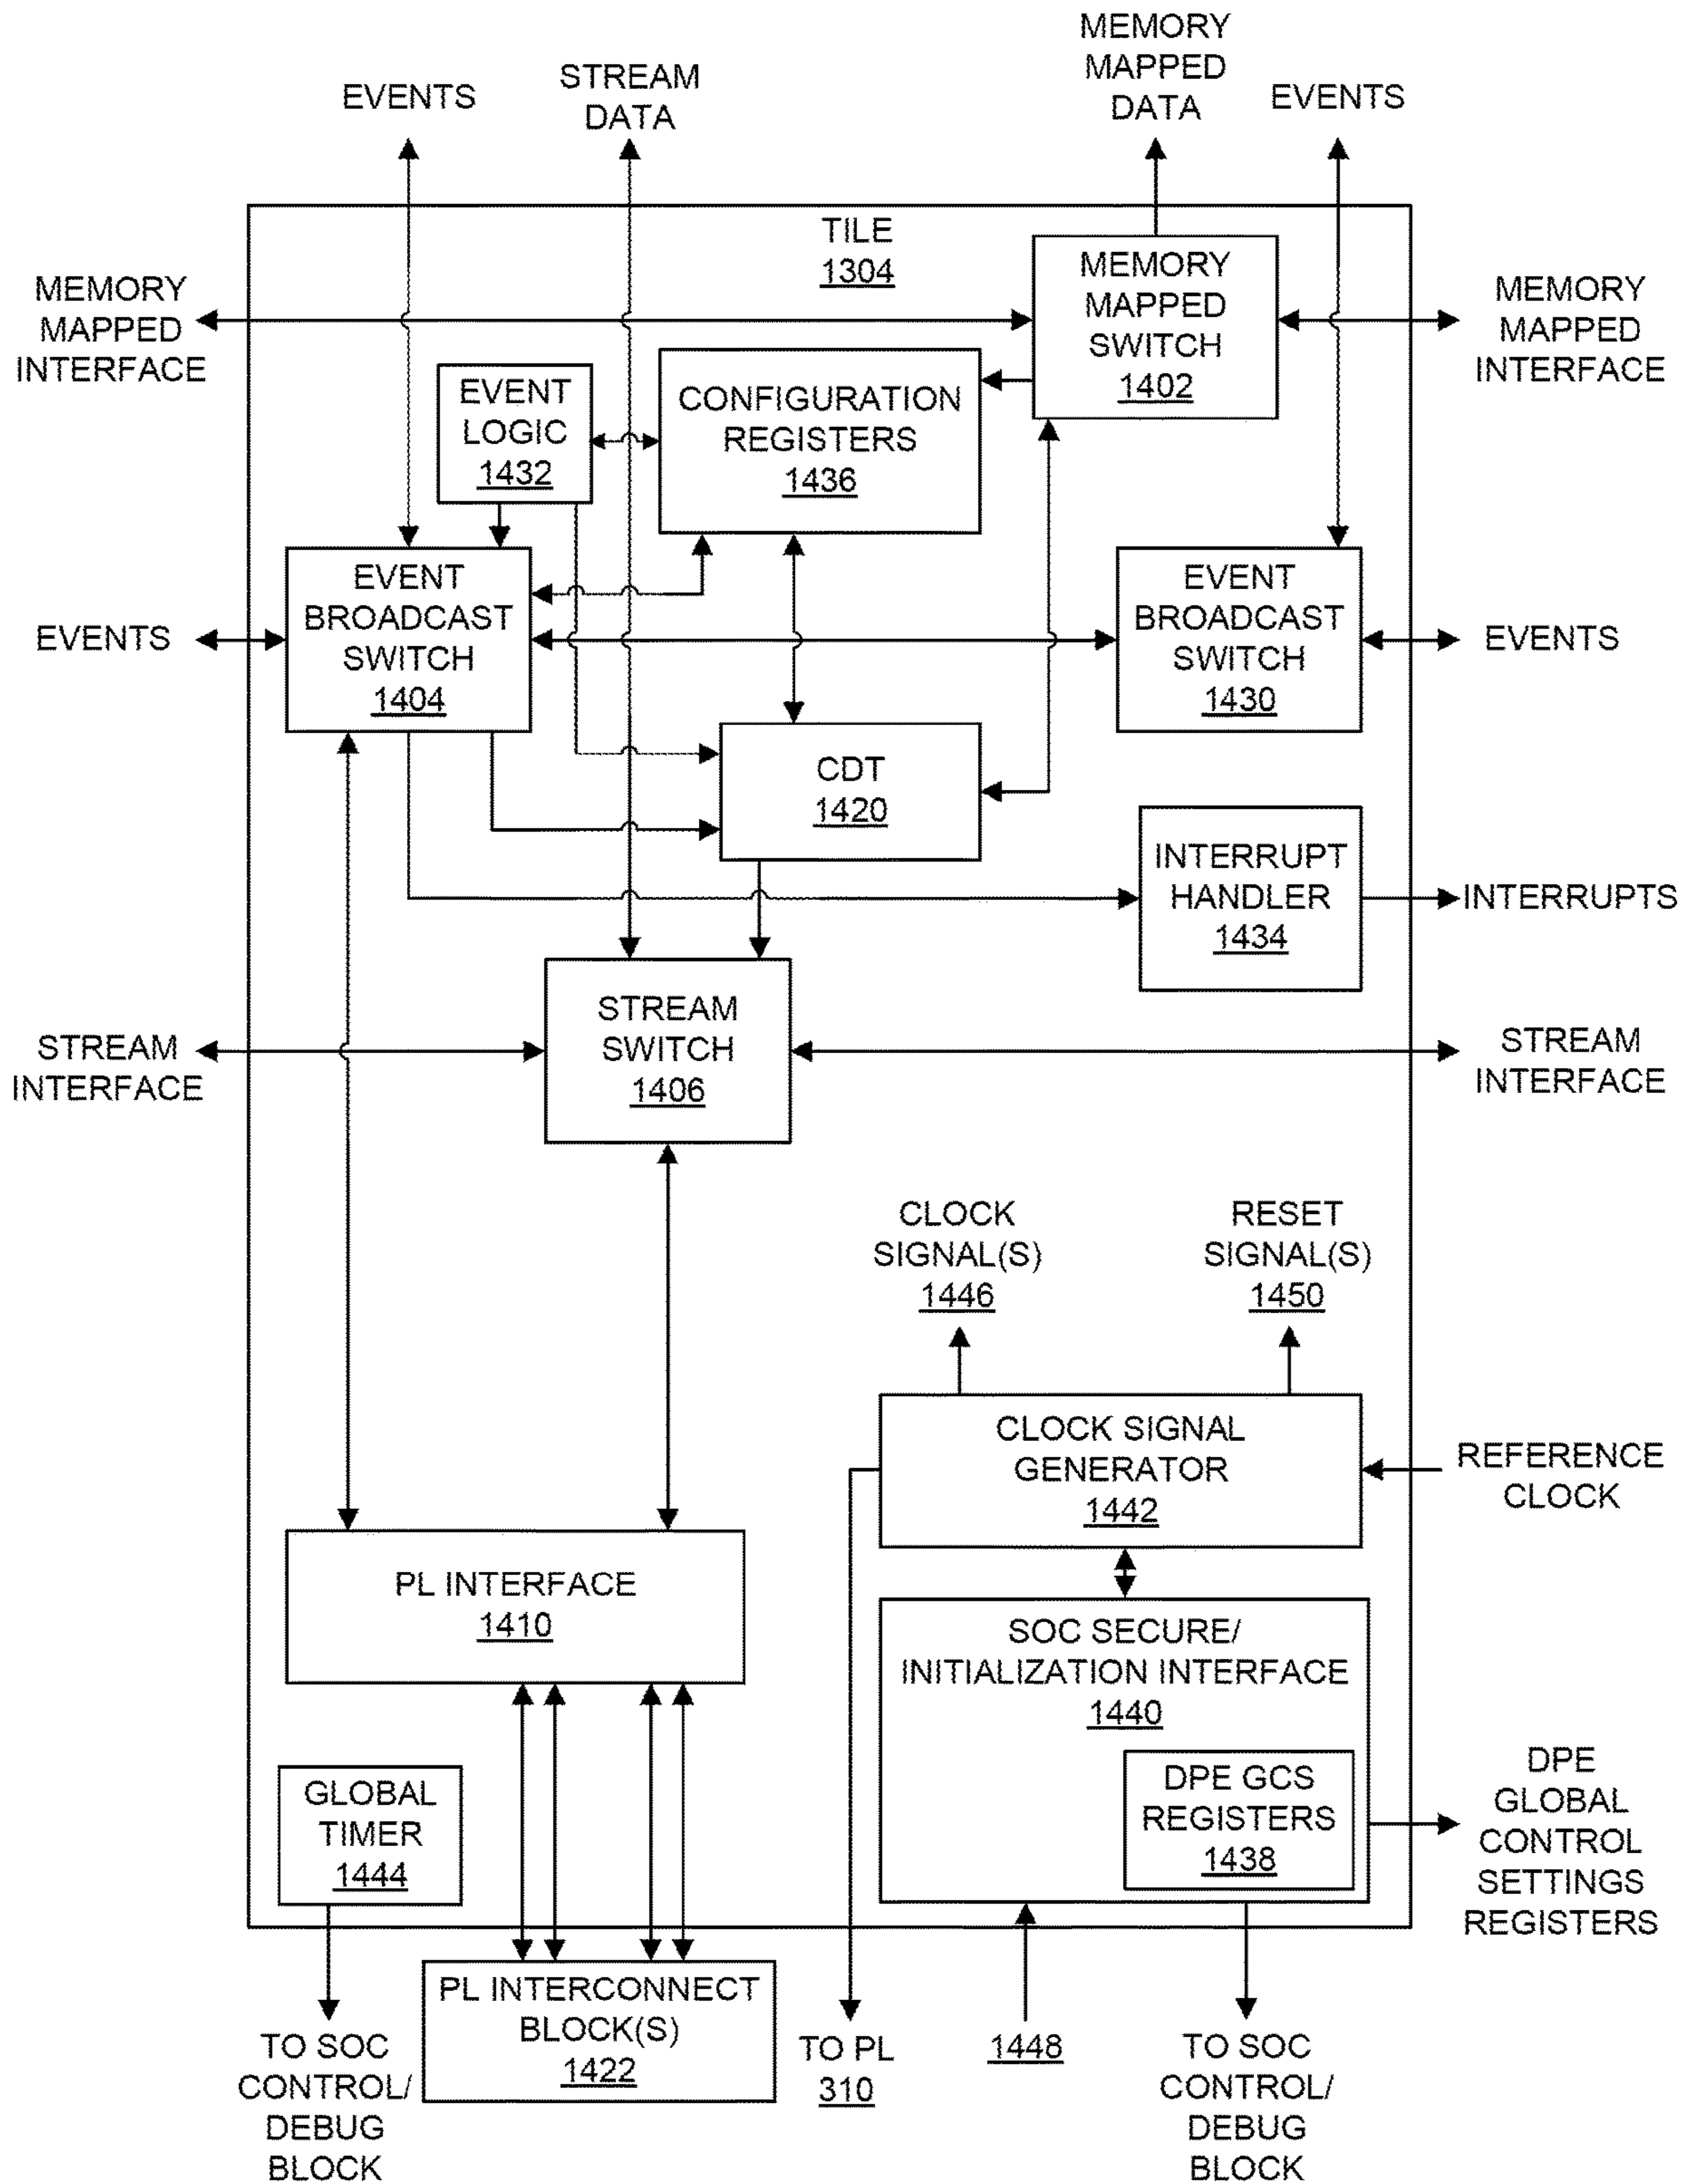 MEMORY
MAPPED
DATA
STREAM
DATA
EVENTS
EVENTS
TILE
1304
MEMORY
MAPPED
SWITCH
1402
MEMORY
MAPPED
INTERFACE
MEMORY
MAPPED
INTERFACE
EVENT
LOGIC
1432
CONFIGURATION
REGISTERS
1436
EVENT
BROADCAST
SWITCH
1404
EVENT
BROADCAST
SWITCH
1430
EVENTS
EVENTS
CDT
1420
INTERRUPT
HANDLER
1434
INTERRUPTS
STREAM
SWITCH
1406
STREAM
INTERFACE
STREAM
INTERFACE
CLOCK
SIGNAL(S)
1446
RESET
SIGNAL(S)
1450
CLOCK SIGNAL
GENERATOR
1442
REFERENCE
CLOCK
PL INTERFACE
1410
SOC SECURE/
INITIALIZATION INTERFACE
1440
DPE GCS
REGISTERS
1438
DPE
GLOBAL
CONTROL
SETTINGS
REGISTERS
GLOBAL
TIMER
1444
PL INTERCONNECT
BLOCK(S)
1422
TO SOC
CONTROL/
DEBUG
BLOCK
TO PL
310
1448
TO SOC
CONTROL/
DEBUG
BLOCK